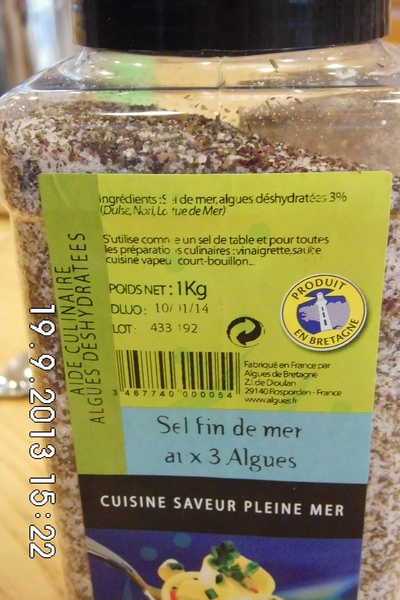 Ingrédients : Sel de mer, algues déshydratées 3%
(Dulse, Nori, Laitue de Mer)
S'utilise comme un sel de table et pour toutes
les préparations culinaires : vinaigrette, sauce
cuisine vapeur, court-bouillon...
POIDS NET : 1Kg
DLUO : 10/01/14
LOT : 433 192
3 467740 000054
AIDE CULINAIRE
ALGUES DESHYDRATEES
PRODUIT
EN BRETAGNE
Fabriqué en France par
Algues de Bretagne
Z.I. de Dioulan
29140 Rosporden - France
www.algues.fr
Sel fin de mer
aux 3 Algues
CUISINE SAVEUR PLEINE MER
19.9.2013 15:22